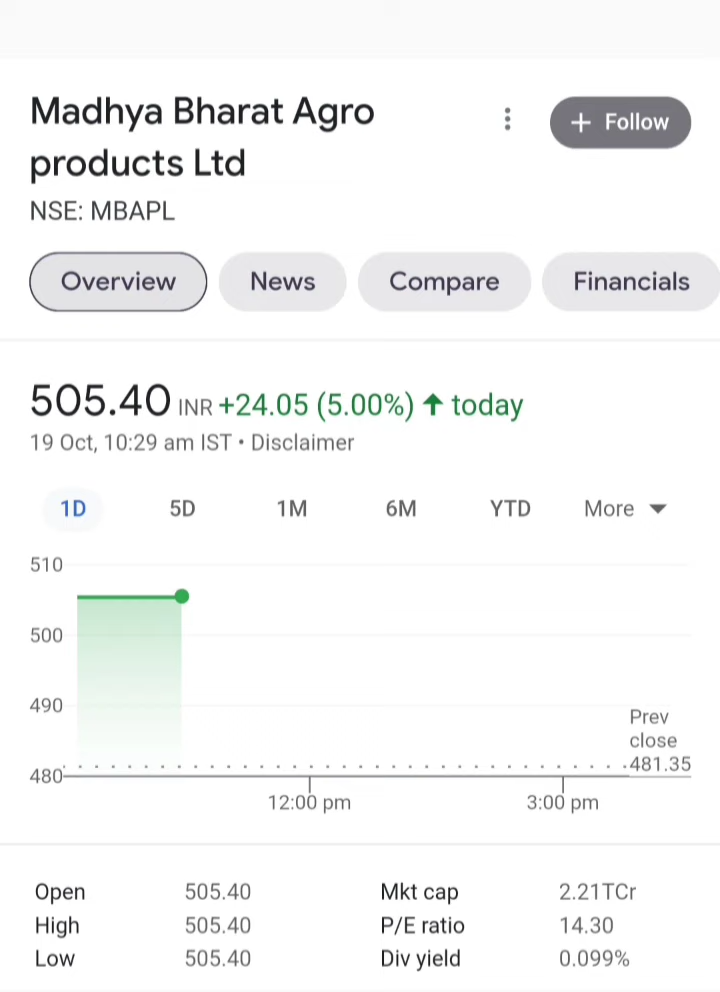 Madhya Bharat Agro
products Ltd
+ Follow
NSE: MBAPL
Overview News Compare Financials
505.40 INR +24.05 (5.00%) ↑ today
19 Oct, 10:29 am IST • Disclaimer
1D 5D 1M 6M YTD More
510
500
490
Prev
close
481.35
480
12:00 pm 3:00 pm
Open 505.40 Mkt cap 2.21TCr
High 505.40 P/E ratio 14.30
Low 505.40 Div yield 0.099%